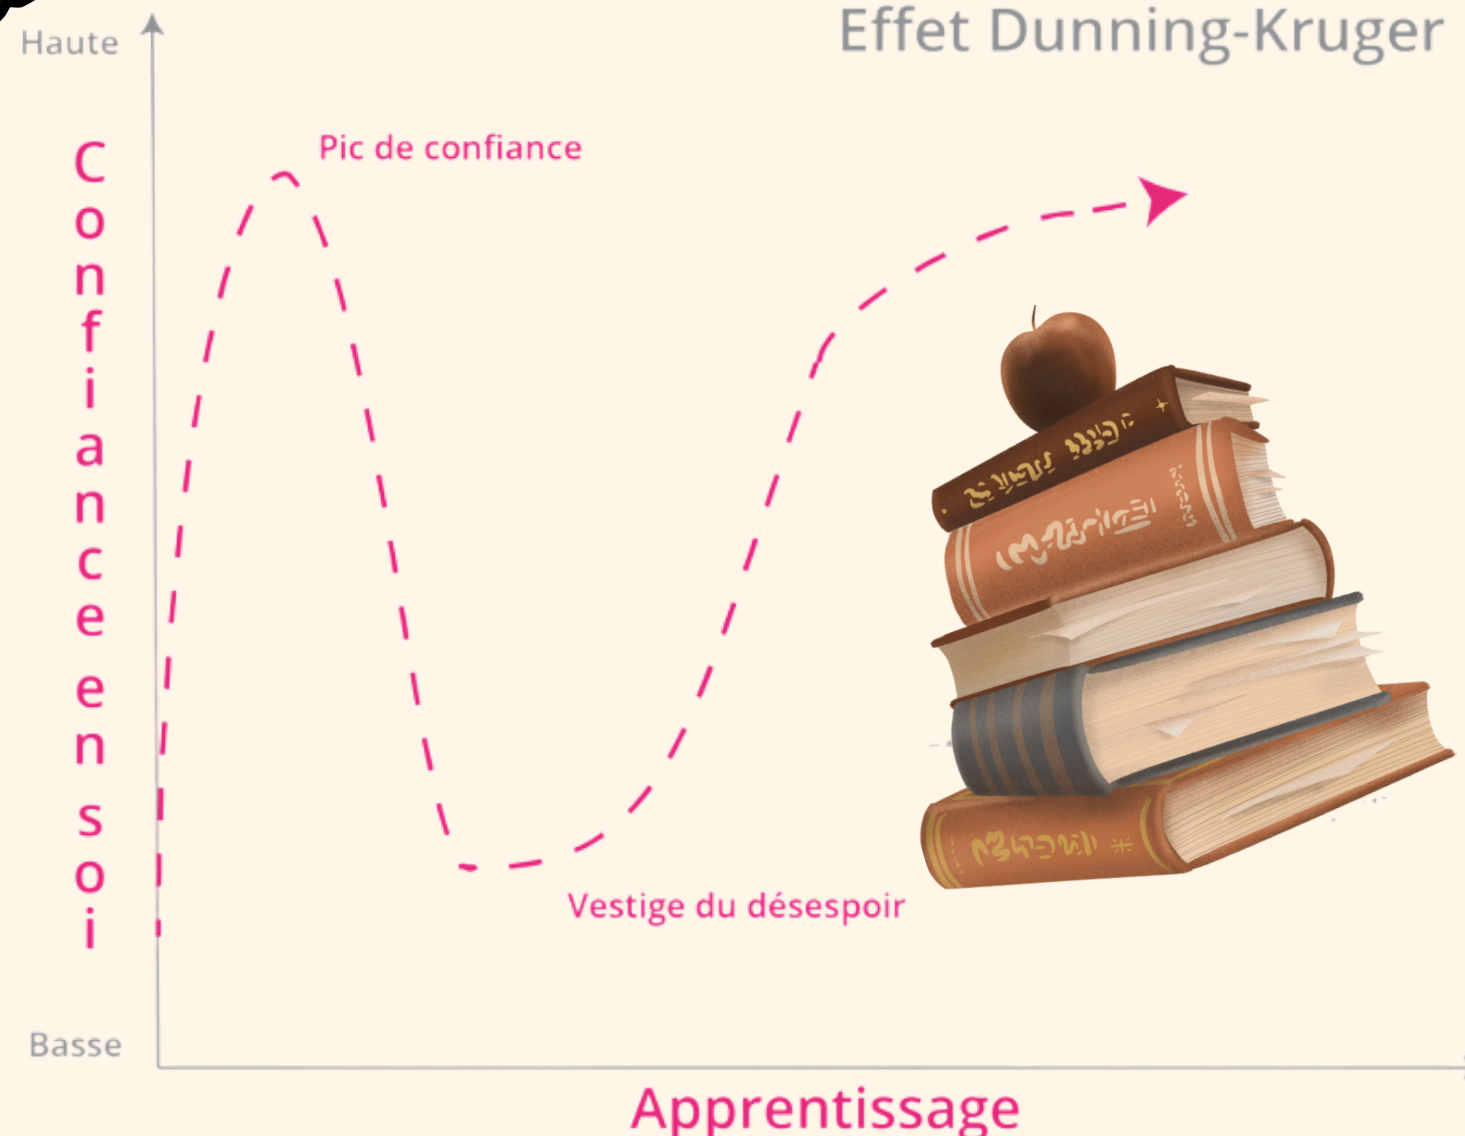 Effet Dunning-Kruger
Haute
Confiance en soi
Pic de confiance
Vestige du désespoir
Basse
Apprentissage